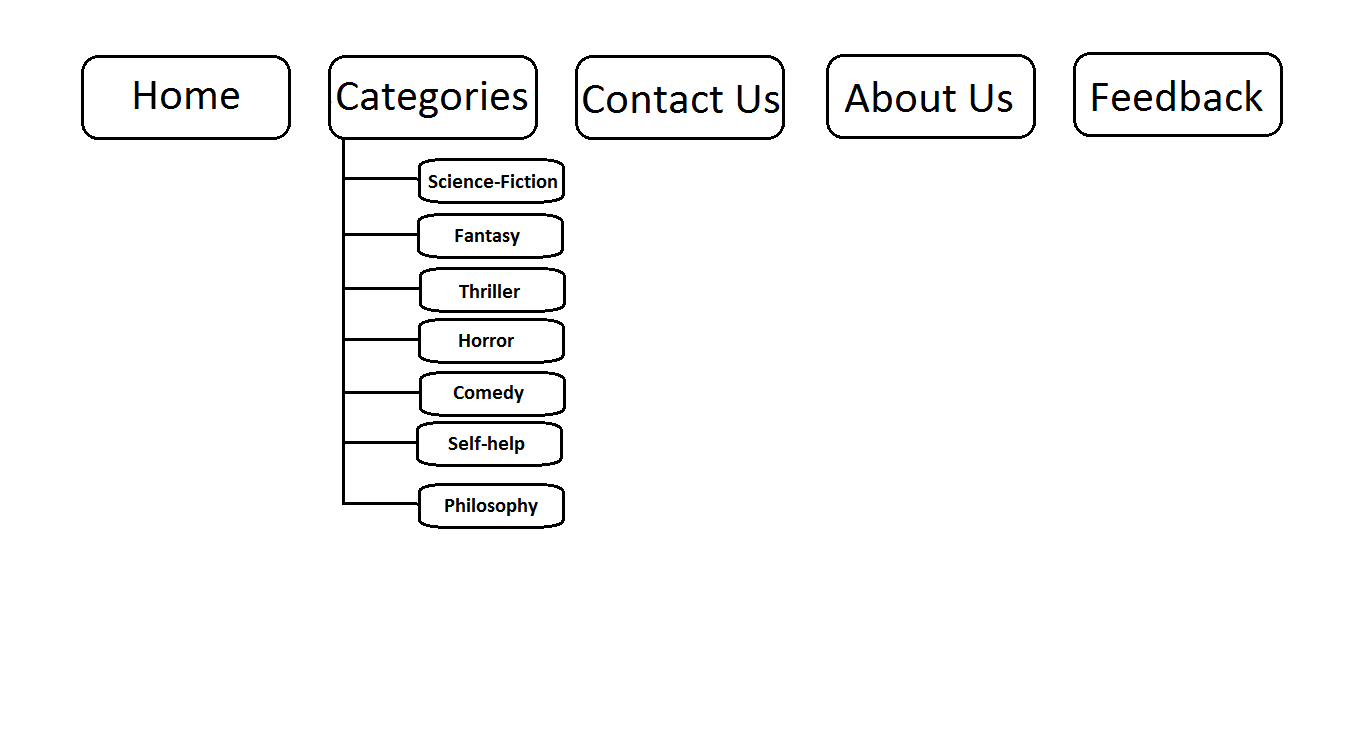 Home
Categories
Contact Us
About Us
Feedback
Science-Fiction
Fantasy
Thriller
Horror
Comedy
Self-help
Philosophy